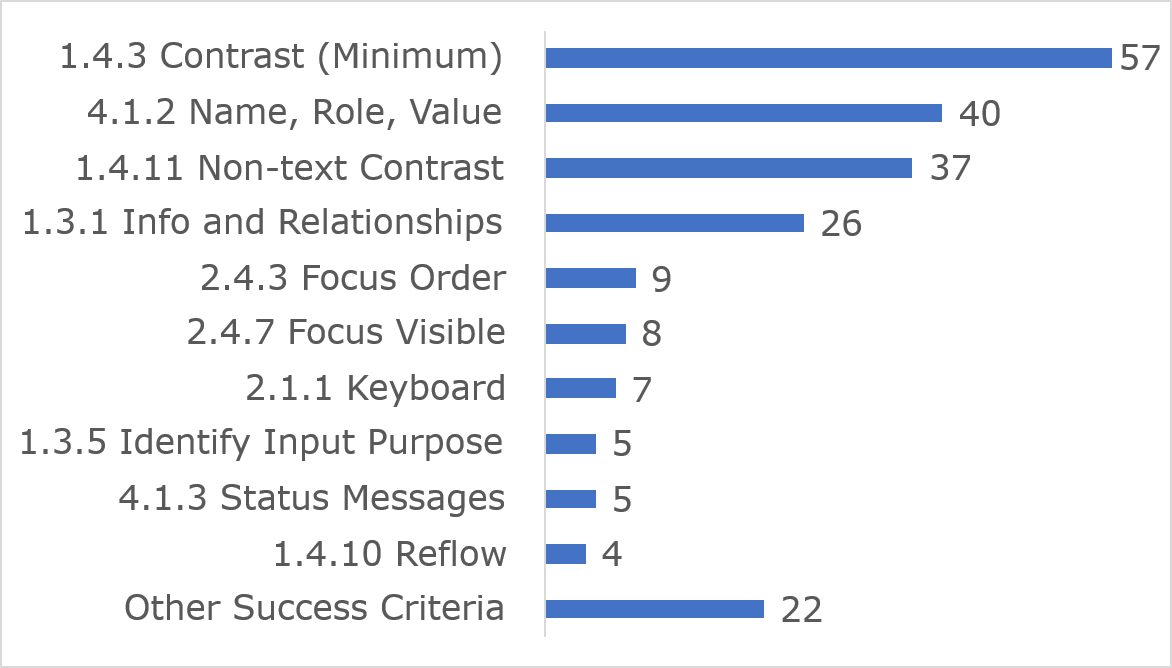 1.4.3 Contrast (Minimum) 57
4.1.2 Name, Role, Value 40
1.4.11 Non-text Contrast 37
1.3.1 Info and Relationships 26
2.4.3 Focus Order 9
2.4.7 Focus Visible 8
2.1.1 Keyboard 7
1.3.5 Identify Input Purpose 5
4.1.3 Status Messages 5
1.4.10 Reflow 4
Other Success Criteria 22